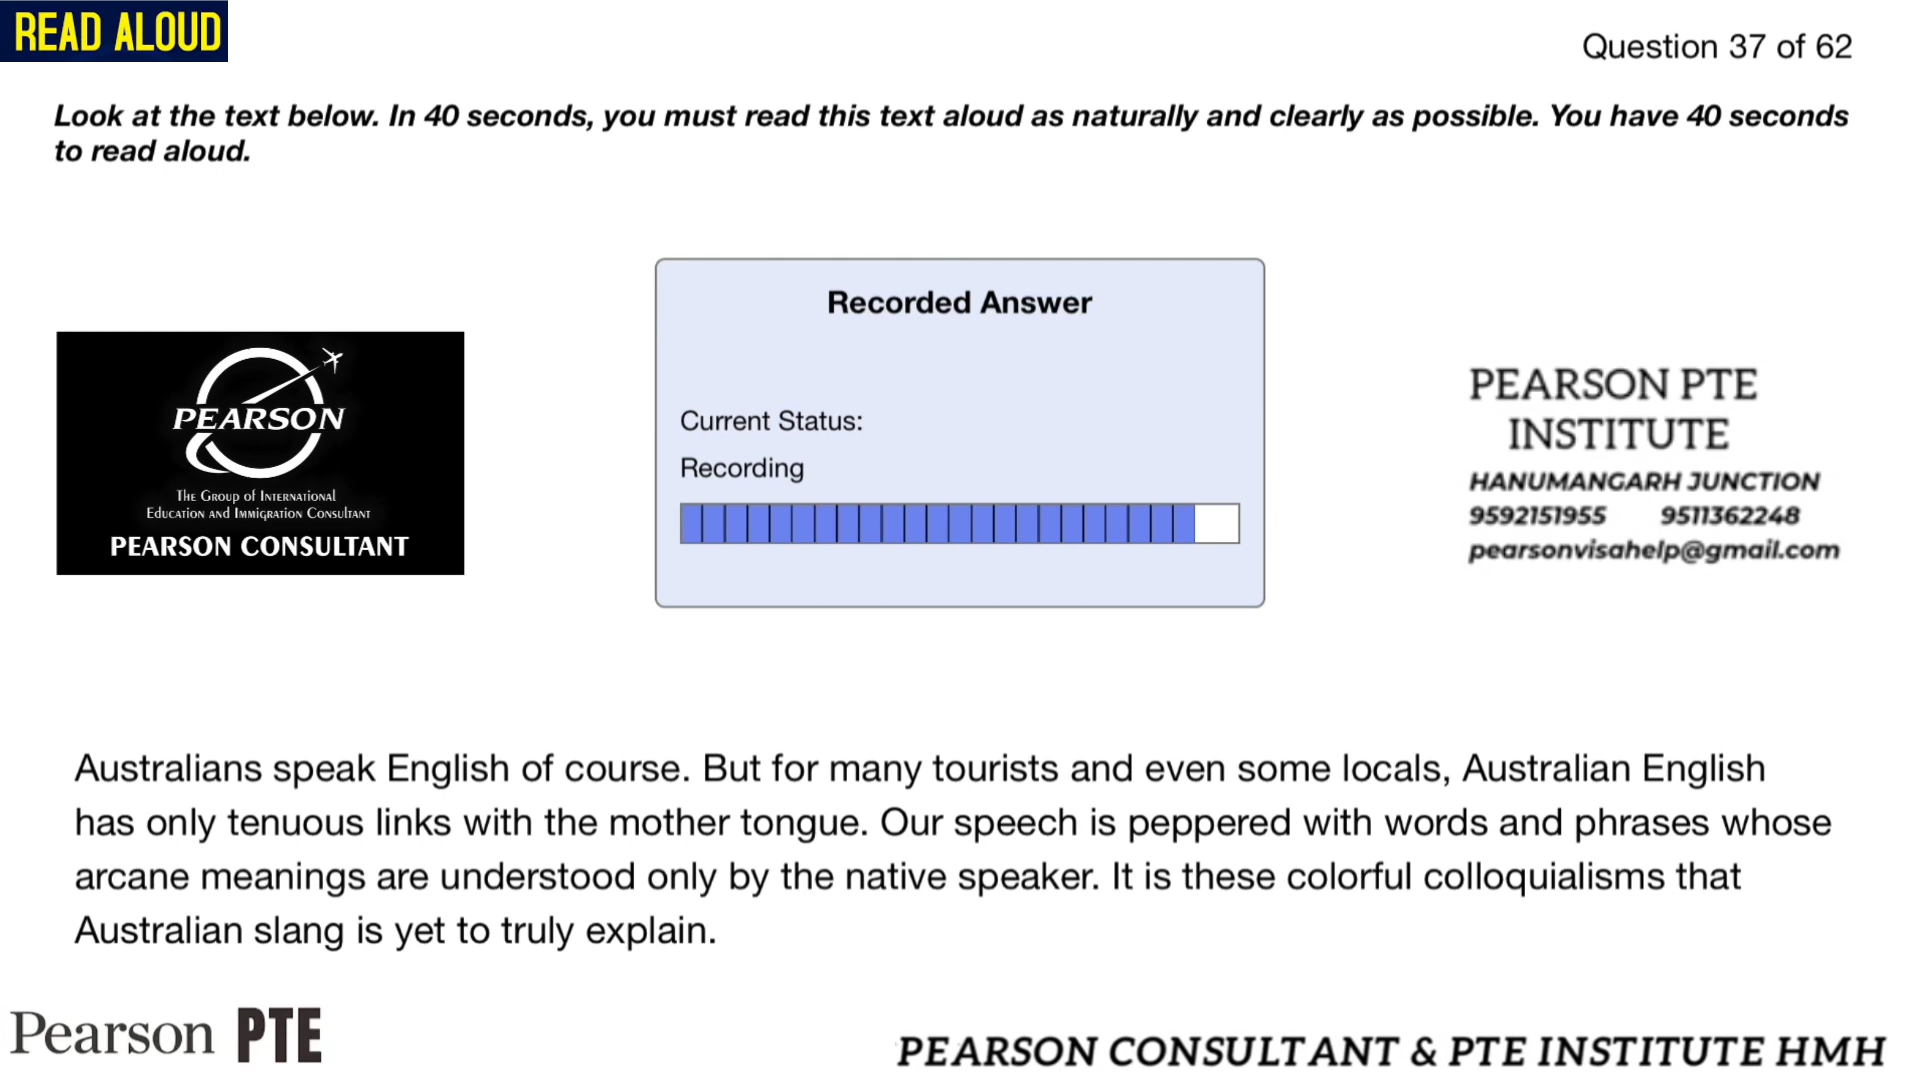 READ ALOUD
Question 37 of 62
Look at the text below. In 40 seconds, you must read this text aloud as naturally and clearly as possible. You have 40 seconds
to read aloud.
Recorded Answer
Current Status:
Recording
PEARSON
The Group of International
Education and Immigration Consultant
PEARSON CONSULTANT
PEARSON PTE
INSTITUTE
HANUMANGARH JUNCTION
9592151955 9511362248
pearsonvisahelp@gmail.com
Australians speak English of course. But for many tourists and even some locals, Australian English
has only tenuous links with the mother tongue. Our speech is peppered with words and phrases whose
arcane meanings are understood only by the native speaker. It is these colorful colloquialisms that
Australian slang is yet to truly explain.
Pearson PTE
PEARSON CONSULTANT & PTE INSTITUTE HMH